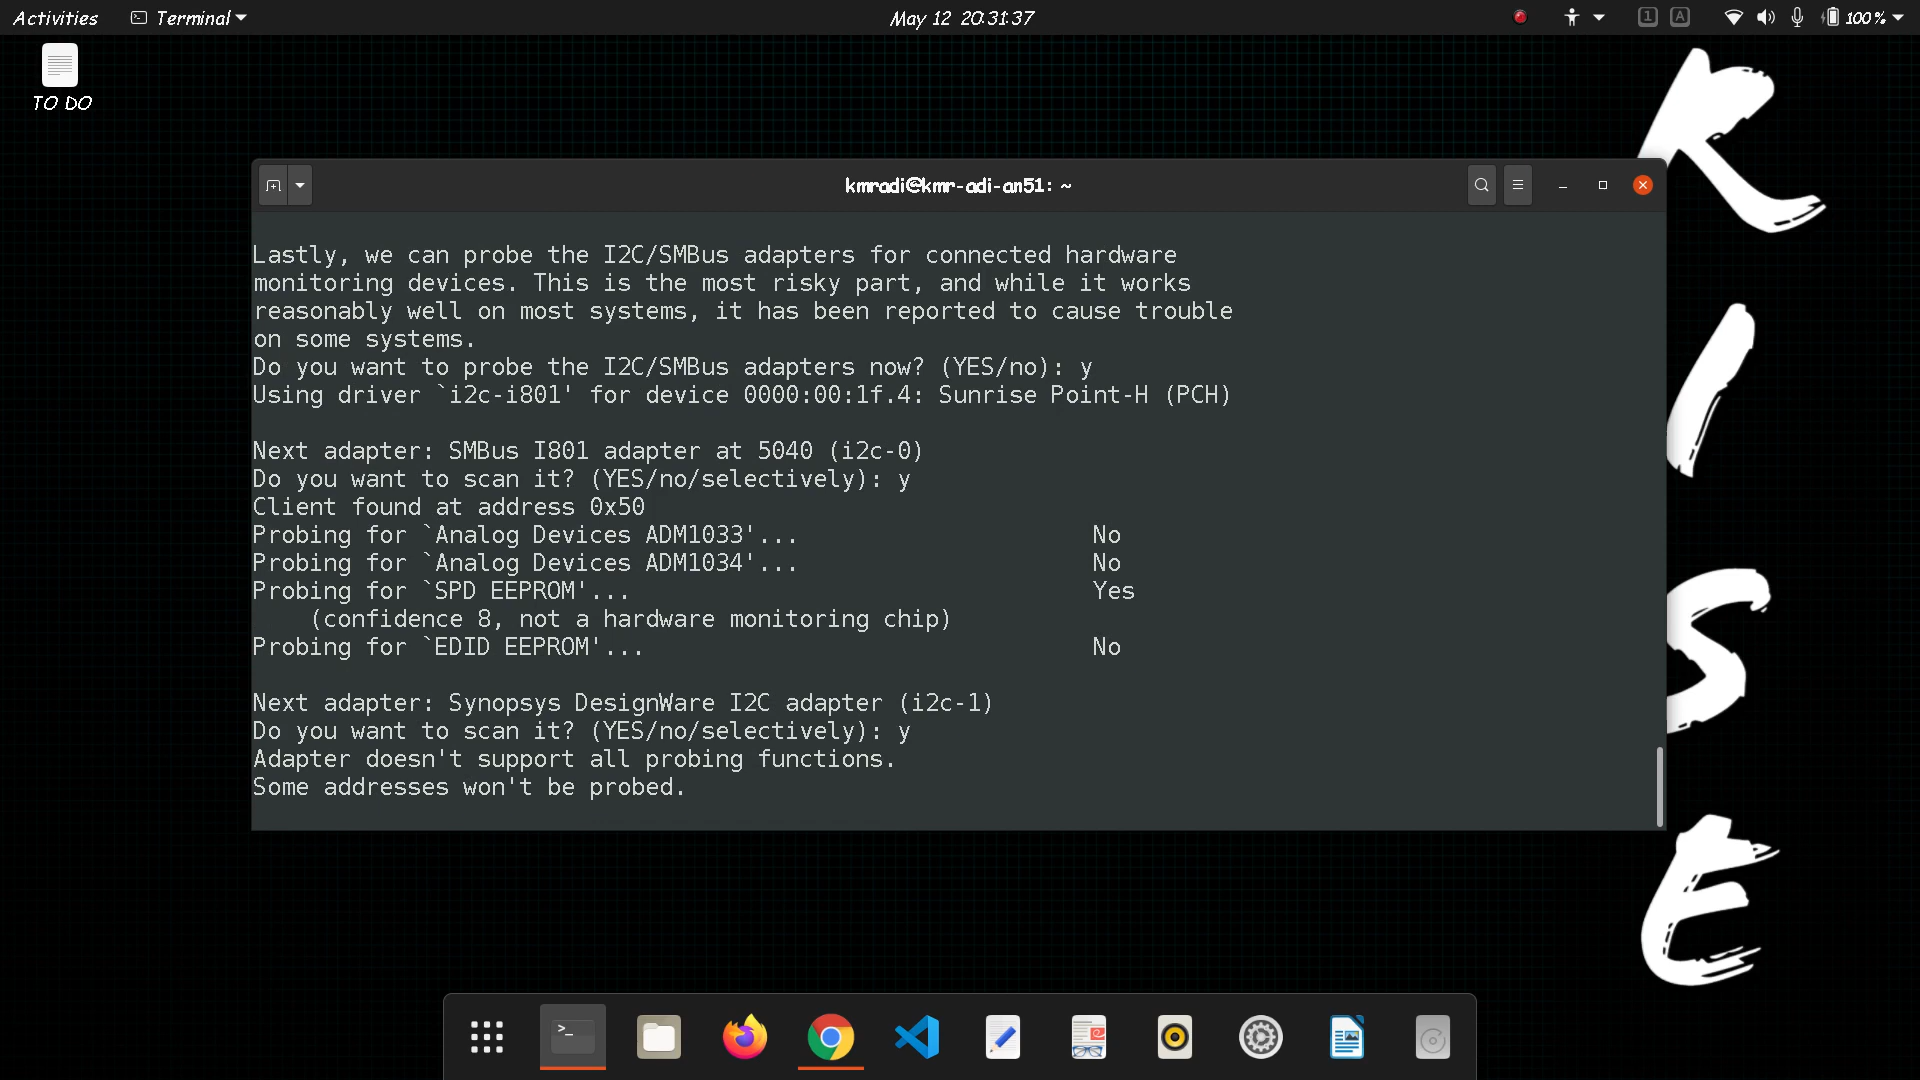 Activities Terminal May 12 20:31:37 1 A 100 %
TO DO
kmradi@kmr-adi-an51: ~
Lastly, we can probe the I2C/SMBus adapters for connected hardware
monitoring devices. This is the most risky part, and while it works
reasonably well on most systems, it has been reported to cause trouble
on some systems.
Do you want to probe the I2C/SMBus adapters now? (YES/no): y
Using driver `i2c-i801' for device 0000:00:1f.4: Sunrise Point-H (PCH)
Next adapter: SMBus I801 adapter at 5040 (i2c-0)
Do you want to scan it? (YES/no/selectively): y
Client found at address 0x50
Probing for `Analog Devices ADM1033'... No
Probing for `Analog Devices ADM1034'... No
Probing for `SPD EEPROM'... Yes
(confidence 8, not a hardware monitoring chip)
Probing for `EDID EEPROM'... No
Next adapter: Synopsys DesignWare I2C adapter (i2c-1)
Do you want to scan it? (YES/no/selectively): y
Adapter doesn't support all probing functions.
Some addresses won't be probed.
R
I
S
E